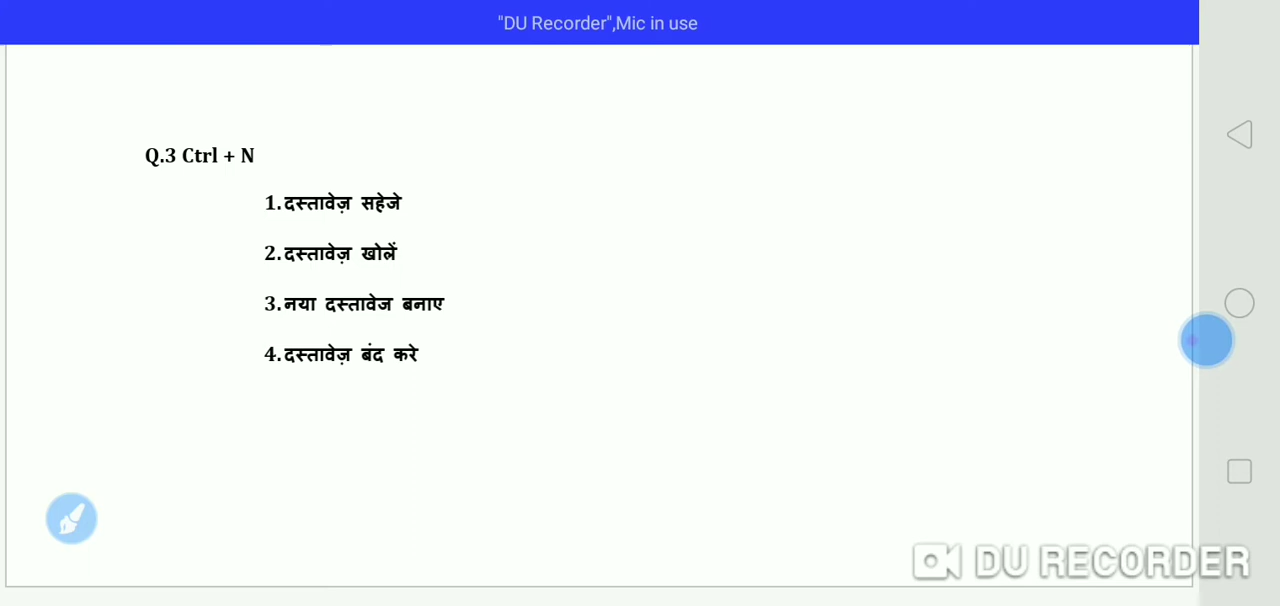 "DU Recorder",Mic in use
Q.3 Ctrl + N
1.दस्तावेज़ सहेजे
2.दस्तावेज़ खोलें
3.नया दस्तावेज बनाए
4.दस्तावेज़ बंद करे
DU RECORDER